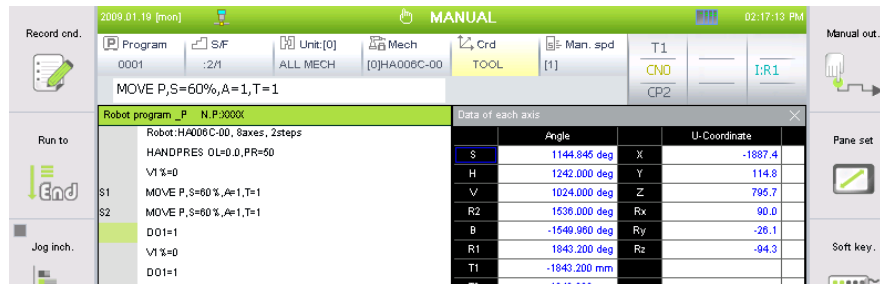 2009.01.19 [mon] MANUAL 02:17:13 PM
Record cnd.
Manual out.
Program S/F Unit:[0] Mech Crd Man. spd T1
0001 :2/1 ALL MECH [0]HA006C-00 TOOL [1] CN0 I:R1
MOVE P,S=60%,A=1,T=1 CP2
Robot program _P N.P:XXXX Data of each axis
Robot:HA006C-00, 8axes, 2steps Angle U-Coordinate
Run to
Pane set
HANDPRES OL=0.0,PR=50 S 1144.845 deg X -1887.4
V1%=0 H 1242.000 deg Y 114.8
End
S1 MOVE P,S=60%,A=1,T=1 V 1024.000 deg Z 795.7
S2 MOVE P,S=60%,A=1,T=1 R2 1536.000 deg Rx 90.0
DO1=1 B -1549.960 deg Ry -26.1
Jog inch. V1%=0 R1 1843.200 deg Rz -94.3 Soft key.
DO1=1 T1 -1843.200 mm